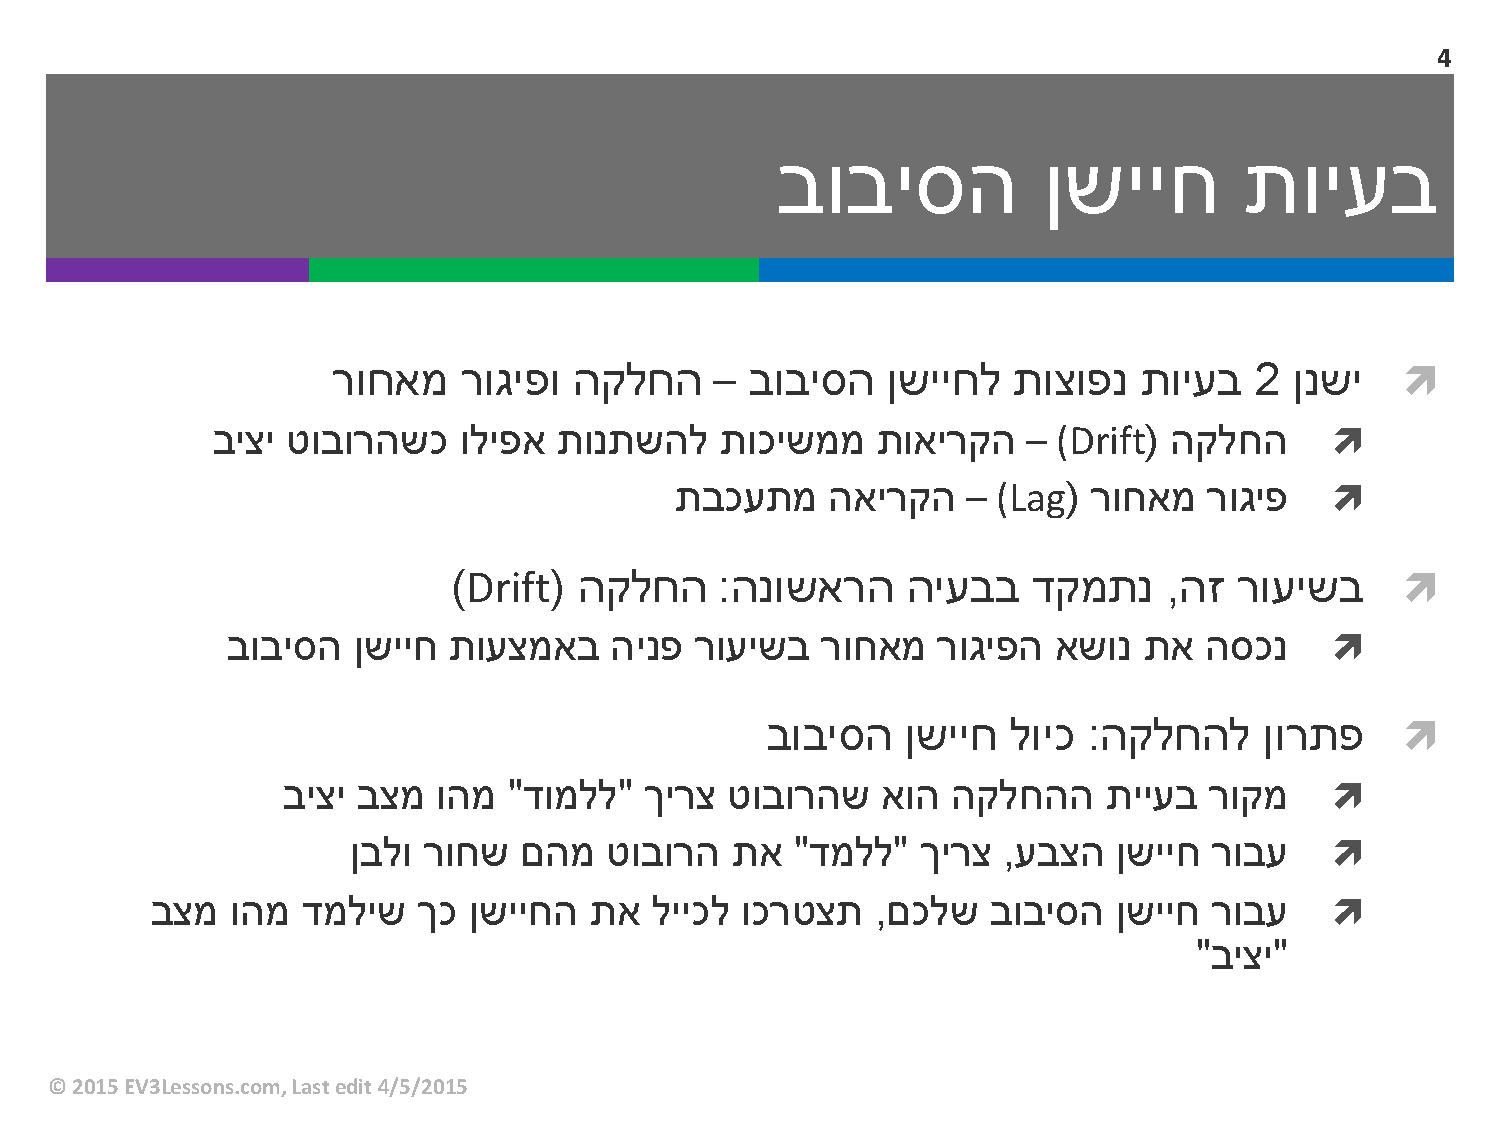 4
בעיות חיישן הסיבוב
ישנן 2 בעיות נפוצות לחיישן הסיבוב – החלקה ופיגור מאחור
החלקה (Drift) – הקריאות ממשיכות להשתנות אפילו כשהרובוט יציב
פיגור מאחור (Lag) – הקריאה מתעכבת
בשיעור זה, נתמקד בבעיה הראשונה: החלקה (Drift)
נכסה את נושא הפיגור מאחור בשיעור פניה באמצעות חיישן הסיבוב
פתרון להחלקה: כיול חיישן הסיבוב
מקור בעיית ההחלקה הוא שהרובוט צריך "ללמוד" מהו מצב יציב
עבור חיישן הצבע, צריך "ללמד" את הרובוט מהם שחור ולבן
עבור חיישן הסיבוב שלכם, תצטרכו לכייל את החיישן כך שילמד מהו מצב
"יציב"
© 2015 EV3Lessons.com, Last edit 4/5/2015